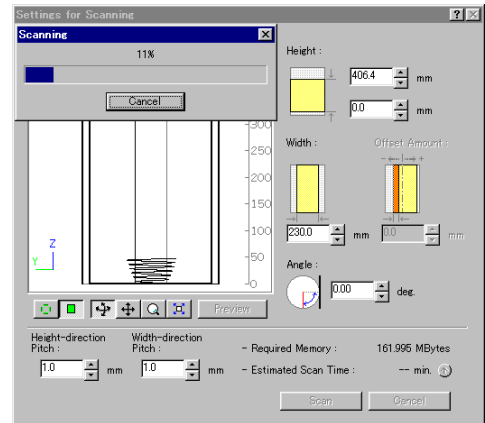 Settings for Scanning
Scanning
11%
Cancel
Height :
406.4 mm
0.0 mm
Width :
Offset Amount :
- +
230.0 mm
0.0 mm
Angle :
0.00 deg.
-300
-250
-200
-150
-100
-50
-0
Z
Y
Preview
Height-direction Pitch :
1.0 mm
Width-direction Pitch :
1.0 mm
- Required Memory : 161.995 MBytes
- Estimated Scan Time : -- min.
Scan
Cancel